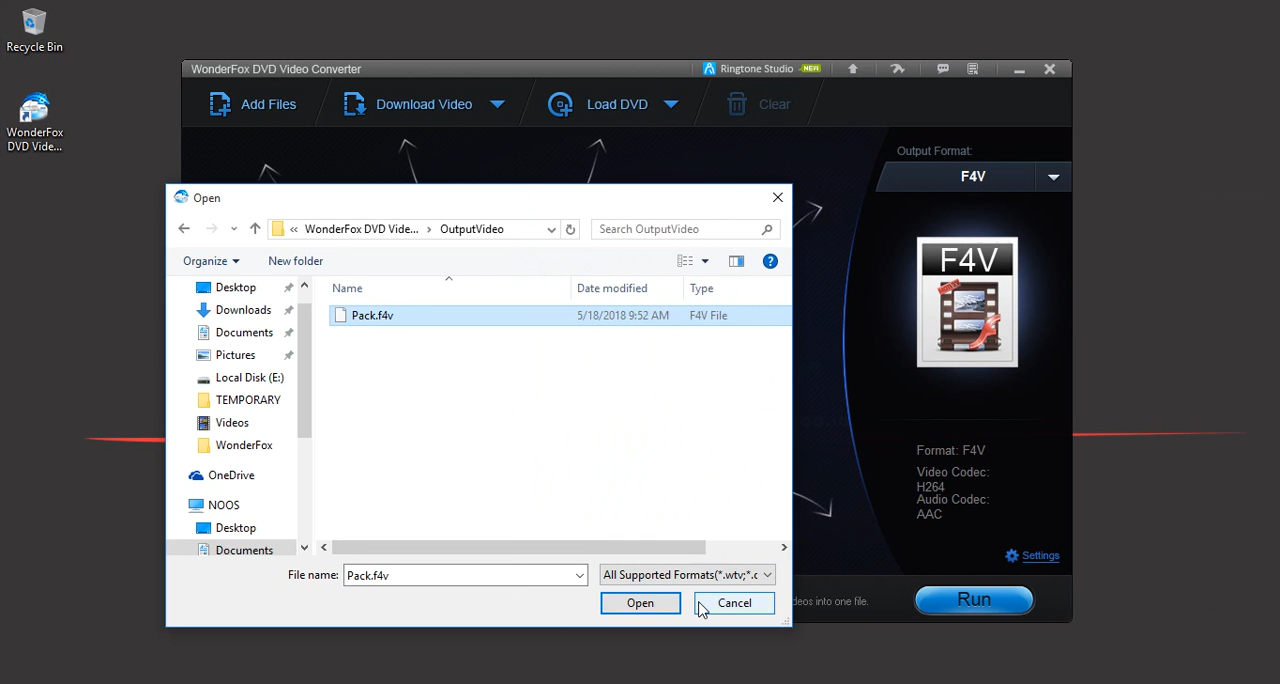 Recycle Bin
WonderFox
DVD Vide...
WonderFox DVD Video Converter
Ringtone Studio NEW
Add Files
Download Video
Load DVD
Clear
Output Format:
F4V
F4V
Format: F4V
Video Codec:
H264
Audio Codec:
AAC
Settings
deos into one file.
Run
Open
« WonderFox DVD Vide... › OutputVideo
Search OutputVideo
Organize
New folder
Name
Date modified
Type
Pack.f4v
5/18/2018 9:52 AM
F4V File
Desktop
Downloads
Documents
Pictures
Local Disk (E:)
TEMPORARY
Videos
WonderFox
OneDrive
NOOS
Desktop
Documents
File name:
Pack.f4v
All Supported Formats(*.wtv;*.c
Open
Cancel